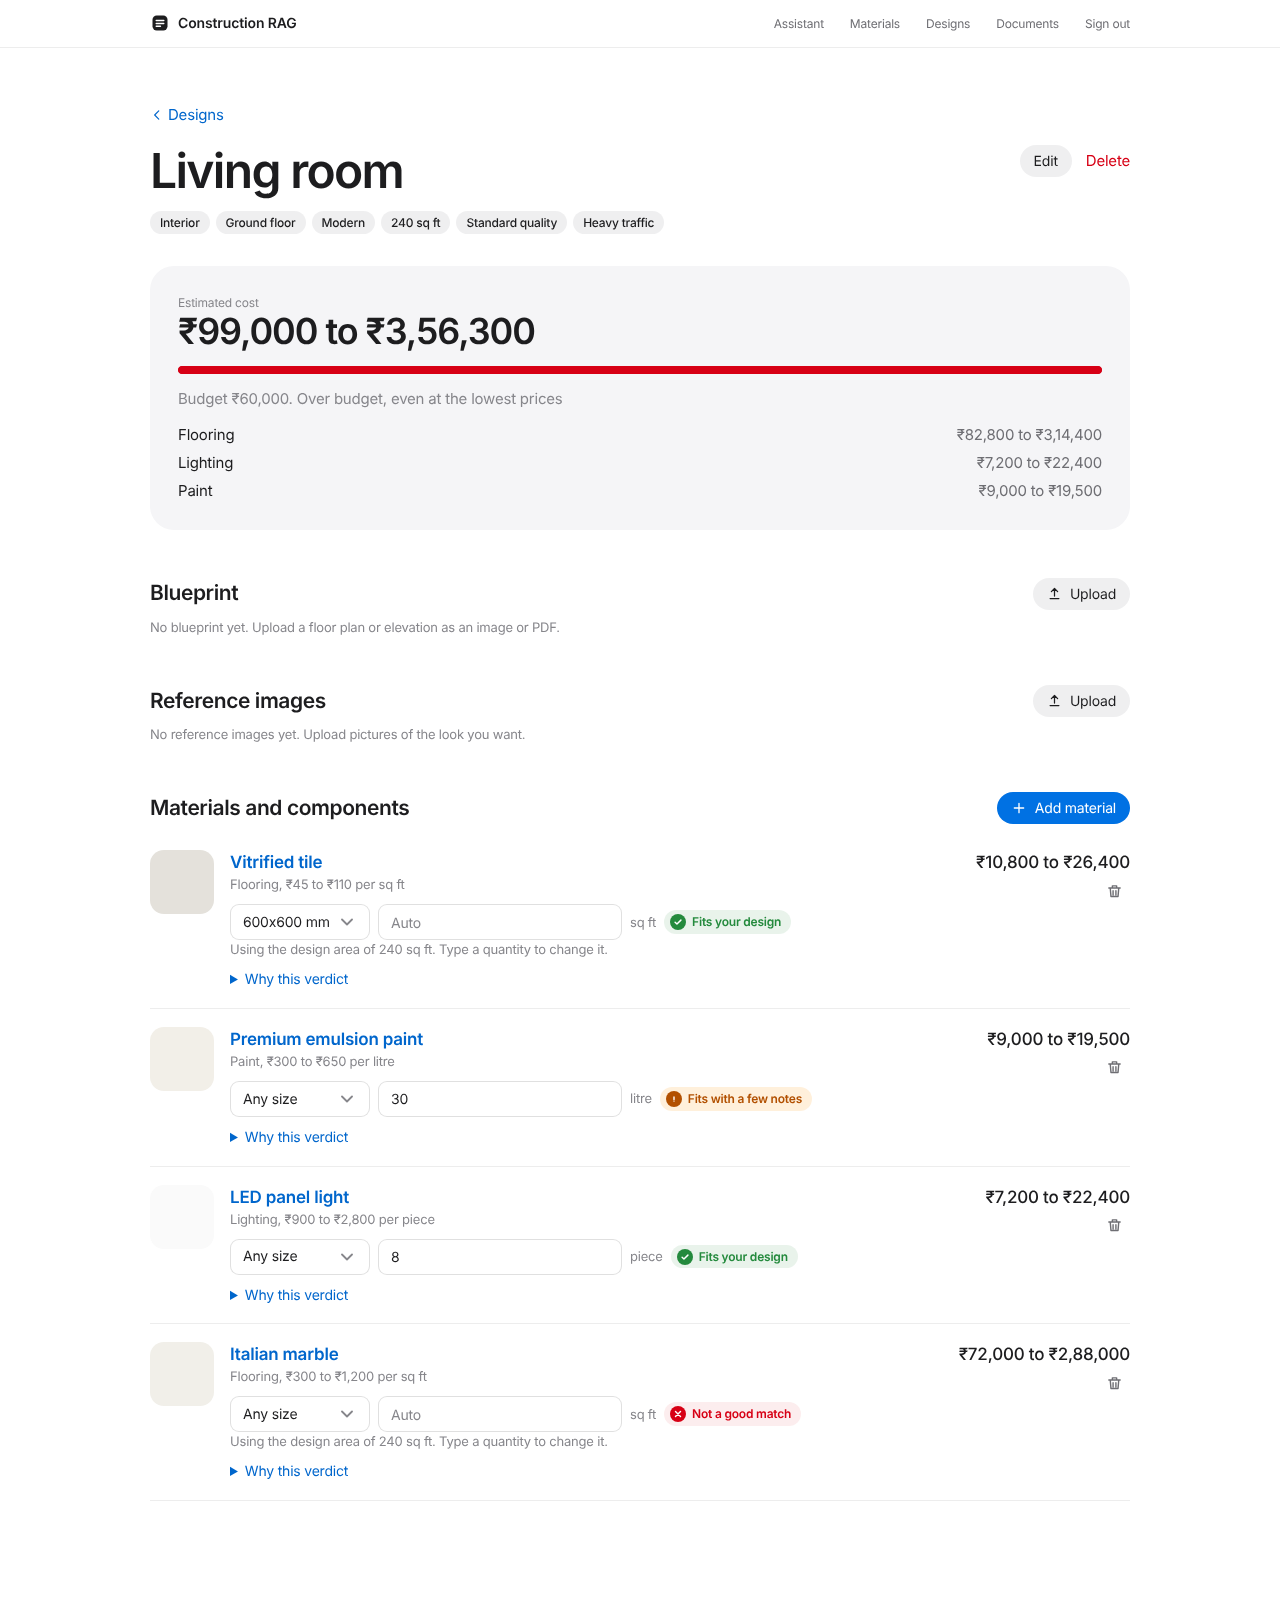 Construction RAG
Assistant Materials Designs Documents Sign out
Designs
Living room
Edit Delete
Interior Ground floor Modern 240 sq ft Standard quality Heavy traffic
Estimated cost
₹99,000 to ₹3,56,300
Budget ₹60,000. Over budget, even at the lowest prices
Flooring ₹82,800 to ₹3,14,400
Lighting ₹7,200 to ₹22,400
Paint ₹9,000 to ₹19,500
Blueprint Upload
No blueprint yet. Upload a floor plan or elevation as an image or PDF.
Reference images Upload
No reference images yet. Upload pictures of the look you want.
Materials and components Add material
Vitrified tile ₹10,800 to ₹26,400
Flooring, ₹45 to ₹110 per sq ft
600x600 mm Auto sq ft Fits your design
Using the design area of 240 sq ft. Type a quantity to change it.
Why this verdict
Premium emulsion paint ₹9,000 to ₹19,500
Paint, ₹300 to ₹650 per litre
Any size 30 litre Fits with a few notes
Why this verdict
LED panel light ₹7,200 to ₹22,400
Lighting, ₹900 to ₹2,800 per piece
Any size 8 piece Fits your design
Why this verdict
Italian marble ₹72,000 to ₹2,88,000
Flooring, ₹300 to ₹1,200 per sq ft
Any size Auto sq ft Not a good match
Using the design area of 240 sq ft. Type a quantity to change it.
Why this verdict